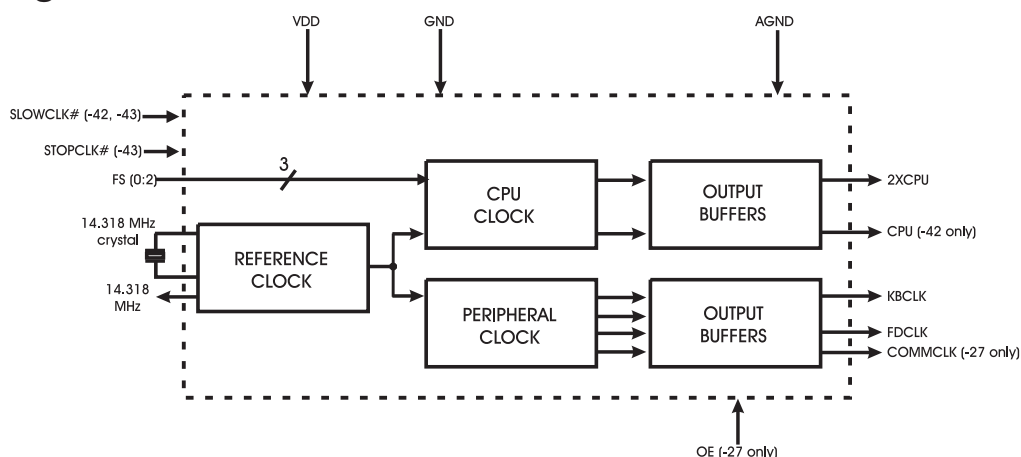 VDD
GND
AGND
SLOWCLK# (-42, -43)
STOPCLK# (-43)
FS (0:2)
3
CPU
CLOCK
OUTPUT
BUFFERS
2XCPU
CPU (-42 only)
14.318 MHz
crystal
REFERENCE
CLOCK
14.318
MHz
PERIPHERAL
CLOCK
OUTPUT
BUFFERS
KBCLK
FDCLK
COMMCLK (-27 only)
OE (-27 only)